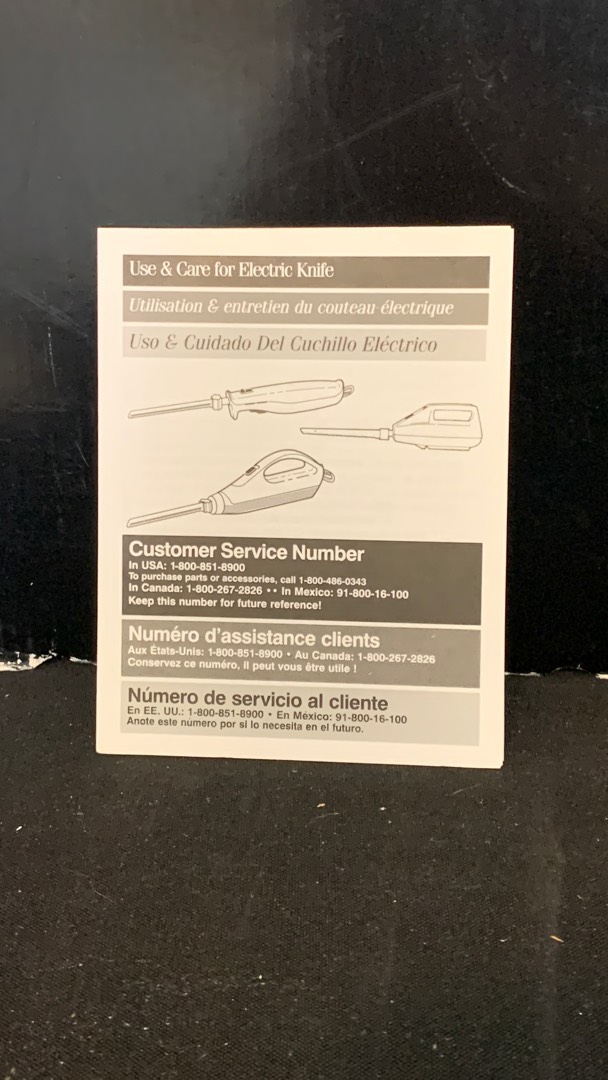 Use & Care for Electric Knife
Utilisation & entretien du couteau électrique
Uso & Cuidado Del Cuchillo Eléctrico
Customer Service Number
In USA: 1-800-851-8900
To purchase parts or accessories, call 1-800-486-0343
In Canada: 1-800-267-2826 •• In Mexico: 91-800-16-100
Keep this number for future reference!
Numéro d'assistance clients
Aux États-Unis: 1-800-851-8900 • Au Canada: 1-800-267-2826
Conservez ce numéro, il peut vous être utile !
Número de servicio al cliente
En EE. UU.: 1-800-851-8900 • En México: 91-800-16-100
Anote este número por si lo necesita en el futuro.